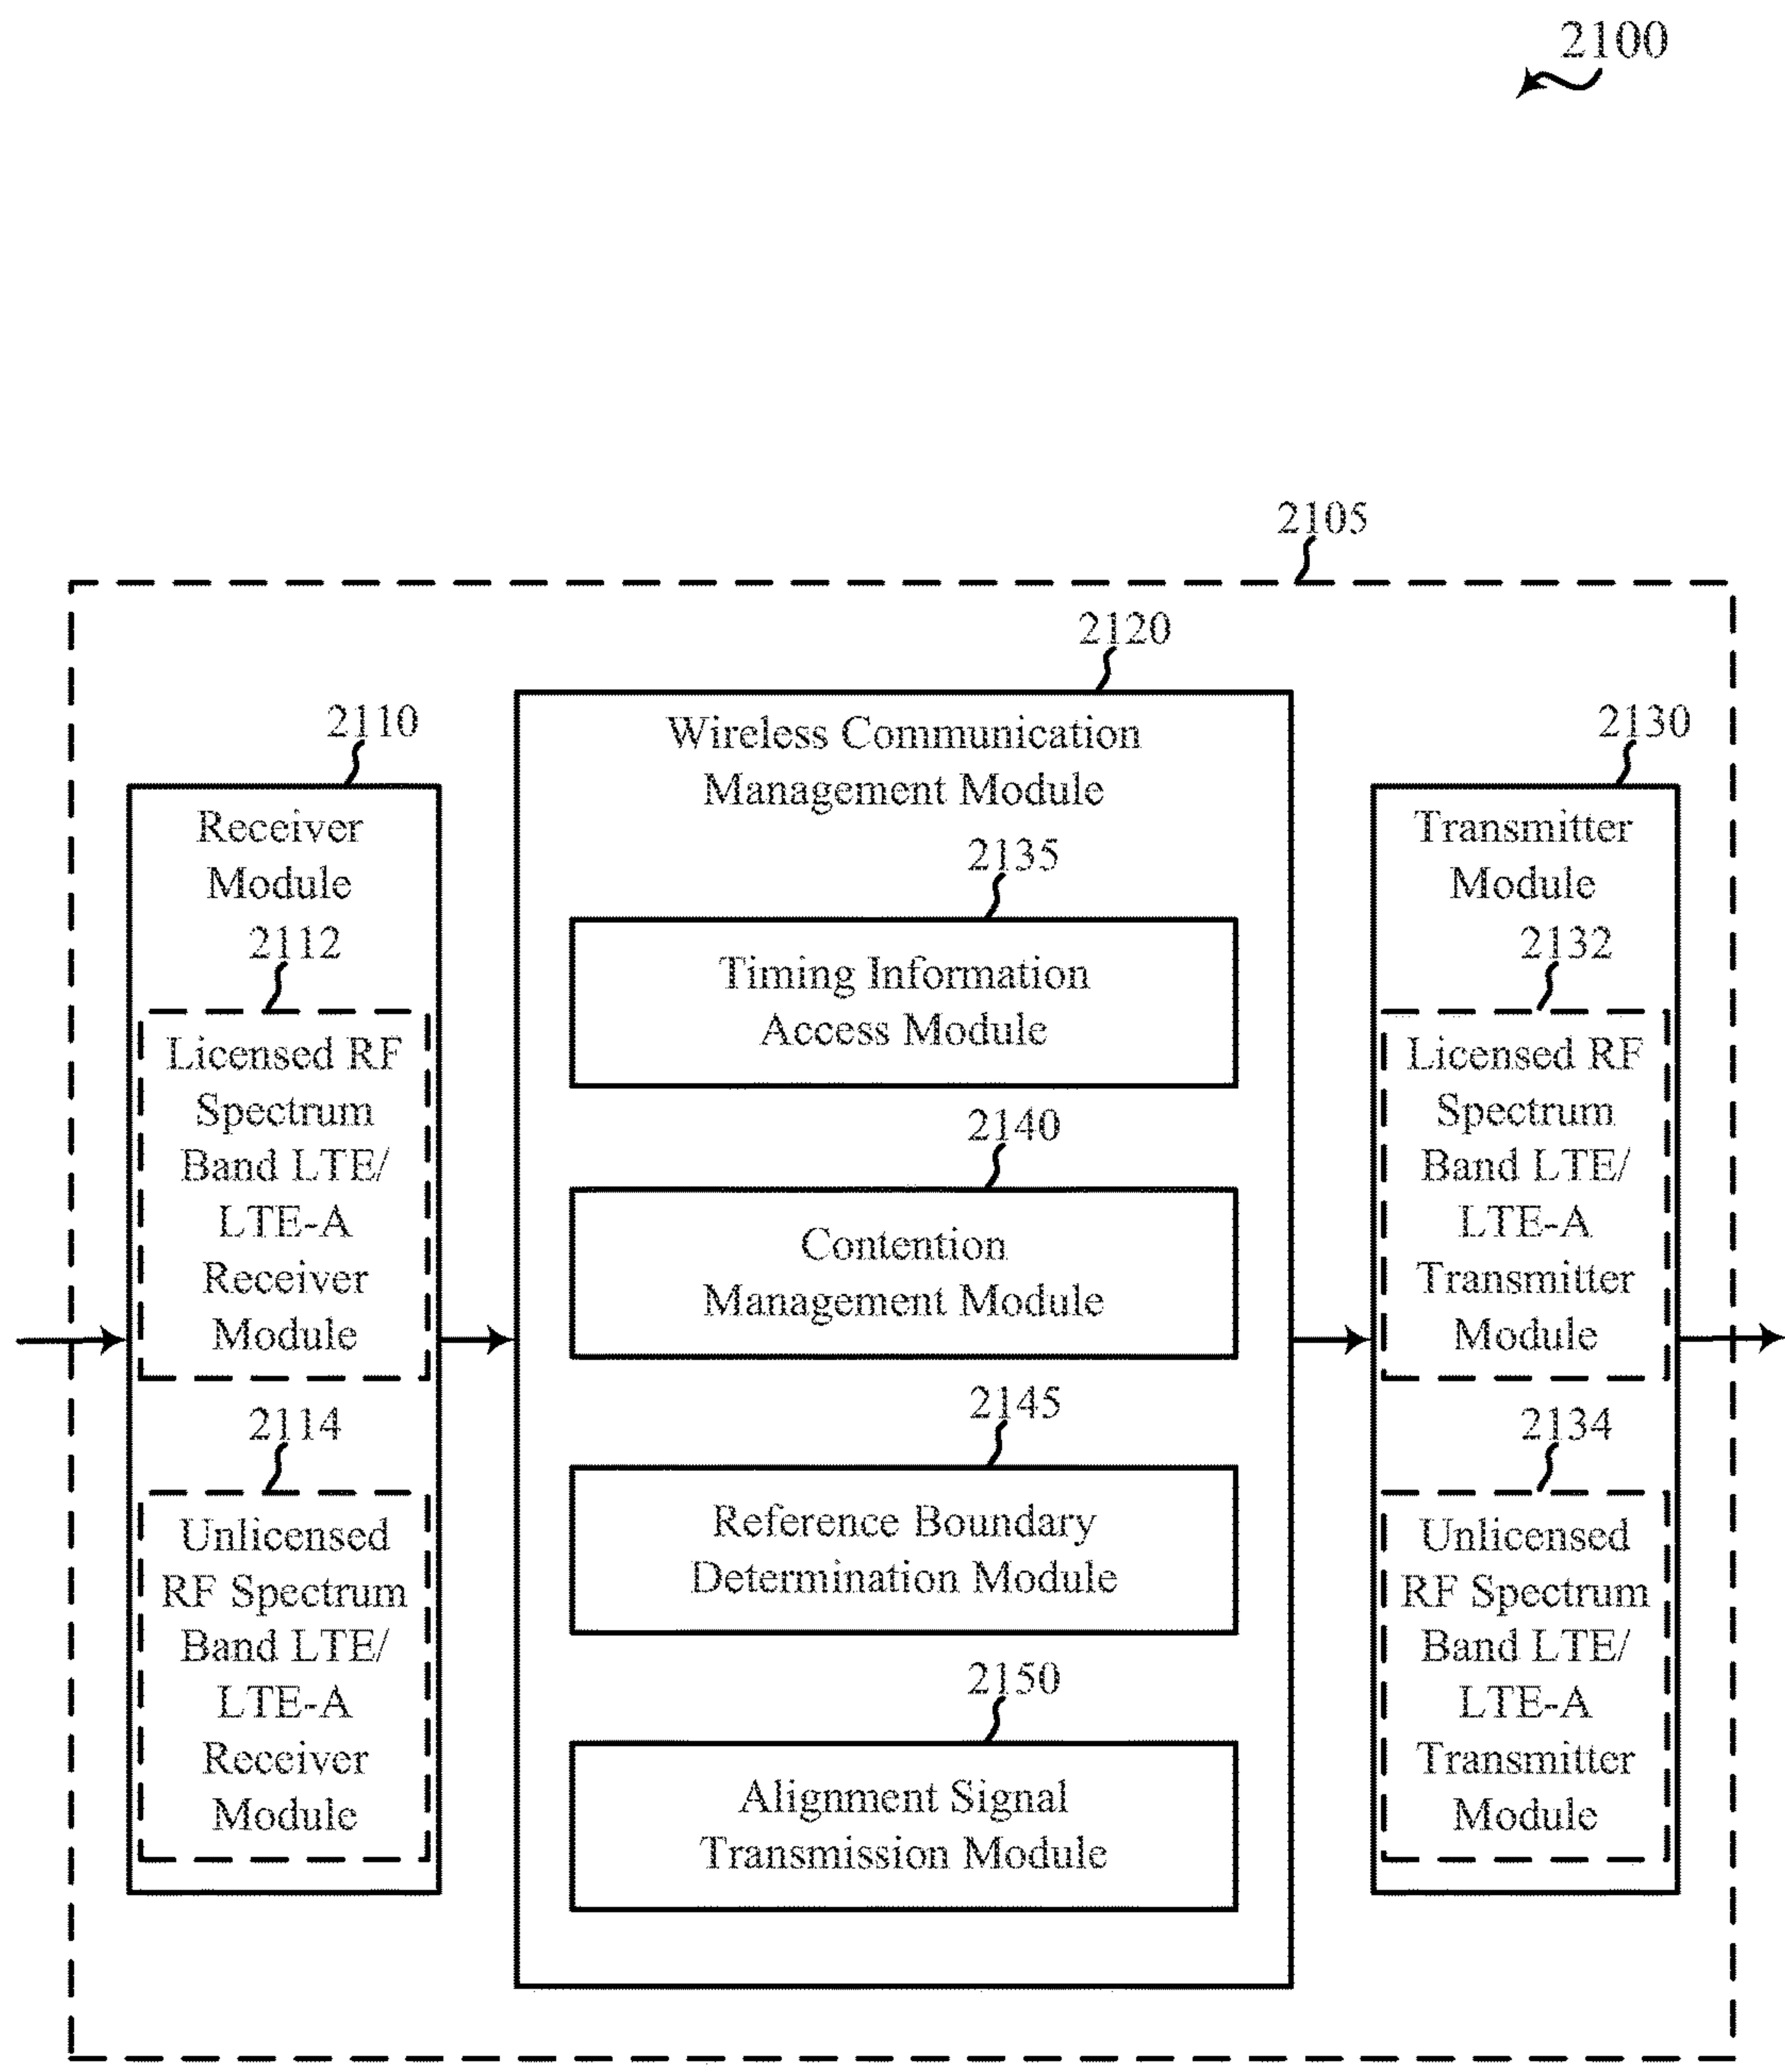 2100
2105
2120
Wireless Communication
Management Module
2110
Receiver
Module
2112
Licensed RF
Spectrum
Band LTE/
LTE-A
Receiver
Module
2114
Unlicensed
RF Spectrum
Band LTE/
LTE-A
Receiver
Module
2135
Timing Information
Access Module
2140
Contention
Management Module
2145
Reference Boundary
Determination Module
2150
Alignment Signal
Transmission Module
2130
Transmitter
Module
2132
Licensed RF
Spectrum
Band LTE/
LTE-A
Transmitter
Module
2134
Unlicensed
RF Spectrum
Band LTE/
LTE-A
Transmitter
Module